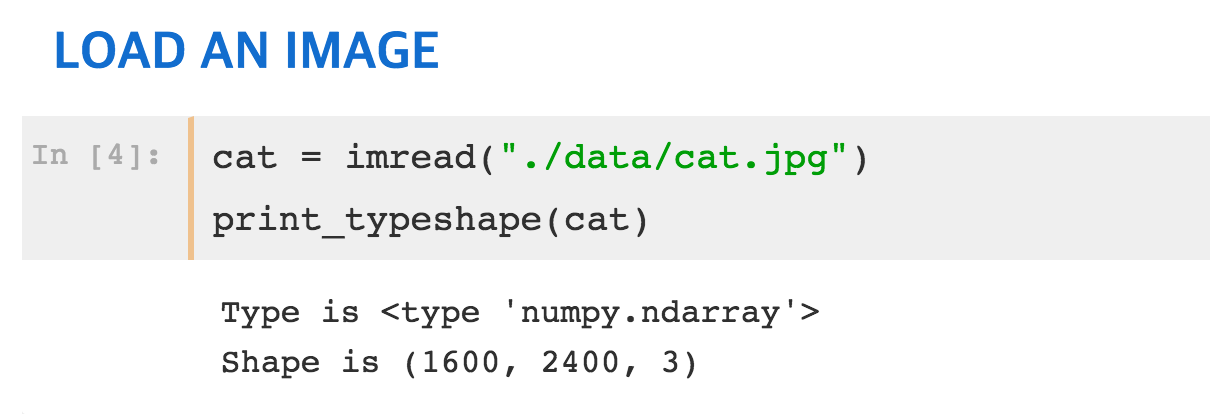 LOAD AN IMAGE
In [4]: cat = imread("./data/cat.jpg")
print_typeshape(cat)
Type is <type 'numpy.ndarray'>
Shape is (1600, 2400, 3)